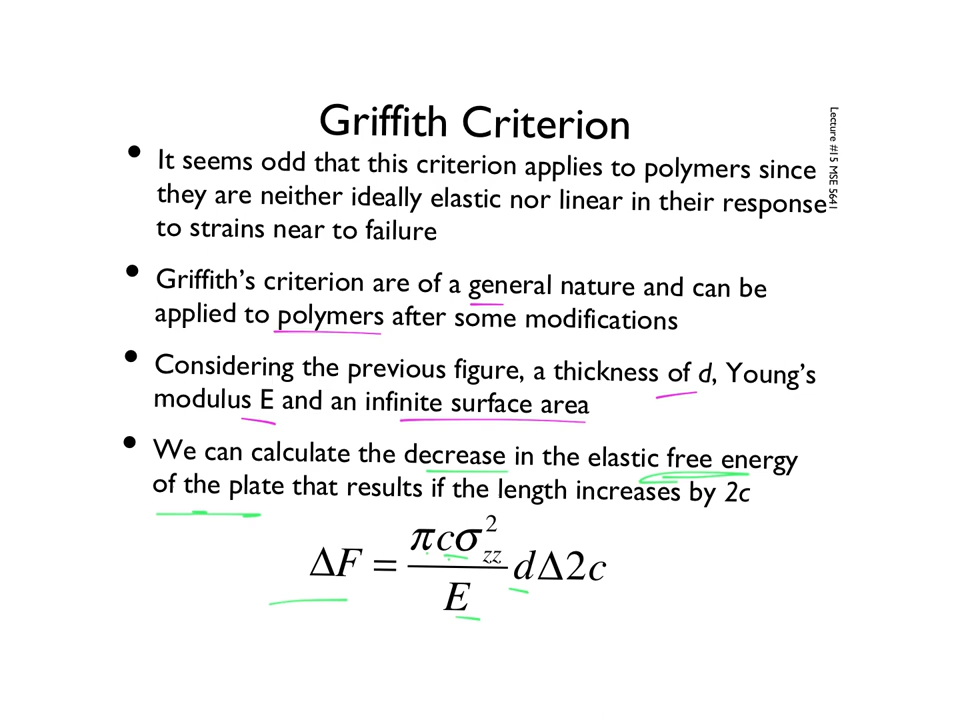 Griffith Criterion
Lecture #15 MSE 5641
• It seems odd that this criterion applies to polymers since
they are neither ideally elastic nor linear in their response
to strains near to failure
• Griffith's criterion are of a general nature and can be
applied to polymers after some modifications
• Considering the previous figure, a thickness of d, Young's
modulus E and an infinite surface area
• We can calculate the decrease in the elastic free energy
of the plate that results if the length increases by 2c
ΔF = πcσ²zz / E dΔ2c